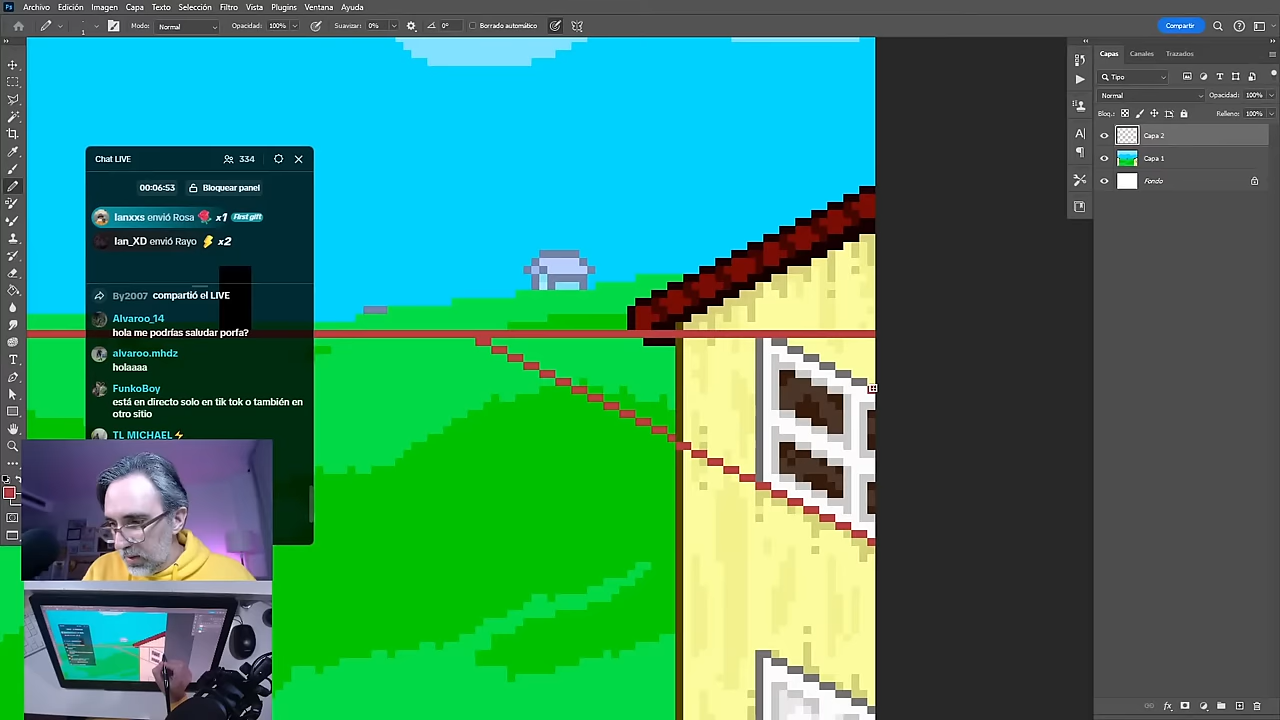 Ps Archivo Edición Imagen Capa Texto Selección Filtro Vista Plugins Ventana Ayuda
1 Modo: Normal Opacidad: 100% Suavizar: 0% 0° Borrado automático Compartir
Capas Canales Trazados
Tipo
Normal Opacidad: 100%
Bloq.: Relleno: 100%
Capa 2
Capa 1
Fondo
Chat LIVE 334
00:06:53 Bloquear panel
Ianxxs envió Rosa x1 First gift
Ian_XD envió Rayo x2
By2007 compartió el LIVE
Alvaroo_14
hola me podrías saludar porfa?
alvaroo.mhdz
holaaaa
FunkoBoy
está en directo solo en tik tok o también en
otro sitio
TL MICHAEL